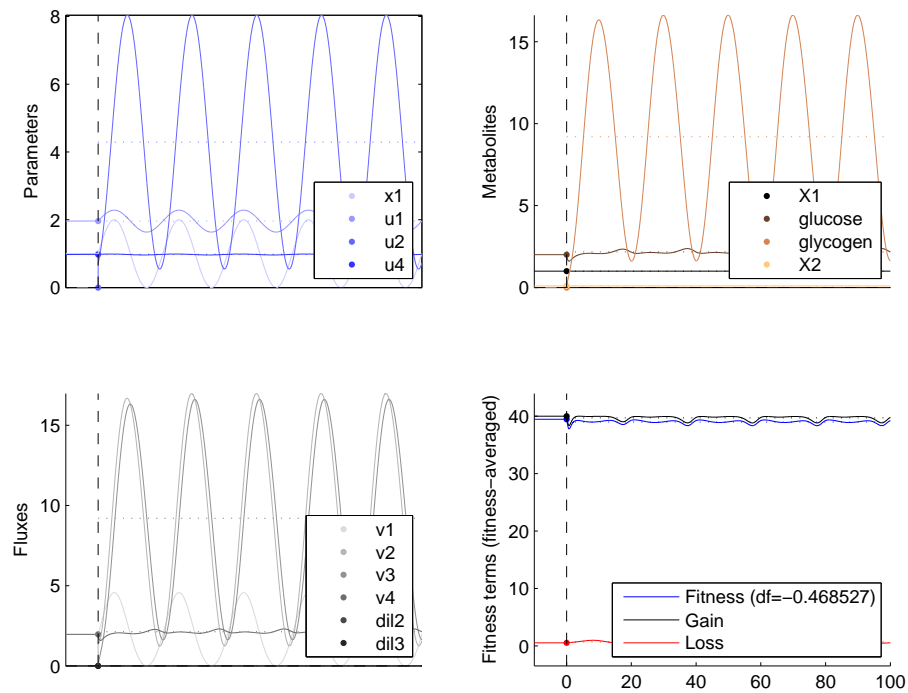 8
6
4
2
0
Parameters
x1
u1
u2
u4
15
10
5
0
Metabolites
X1
glucose
glycogen
X2
15
10
5
0
Fluxes
v1
v2
v3
v4
dil2
dil3
40
30
20
10
0
Fitness terms (fitness−averaged)
Fitness (df=−0.468527)
Gain
Loss
0 20 40 60 80 100